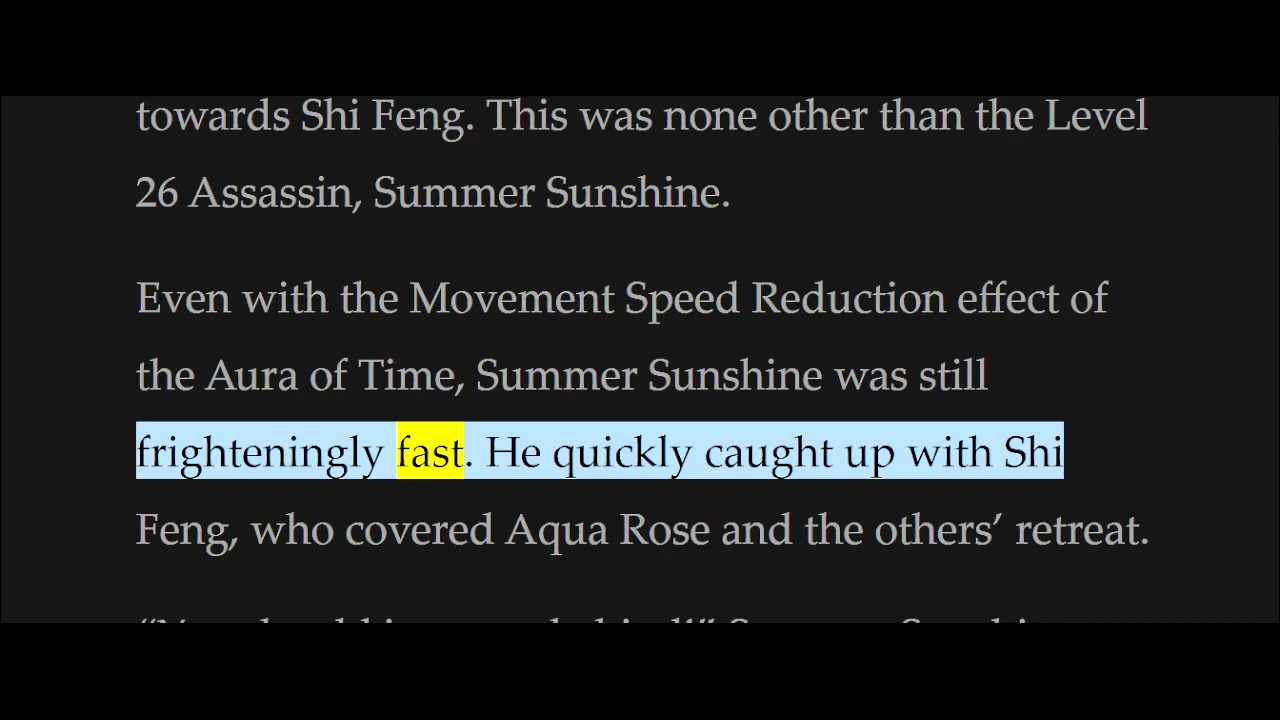 towards Shi Feng. This was none other than the Level
26 Assassin, Summer Sunshine.
Even with the Movement Speed Reduction effect of
the Aura of Time, Summer Sunshine was still
frighteningly fast. He quickly caught up with Shi
Feng, who covered Aqua Rose and the others’ retreat.